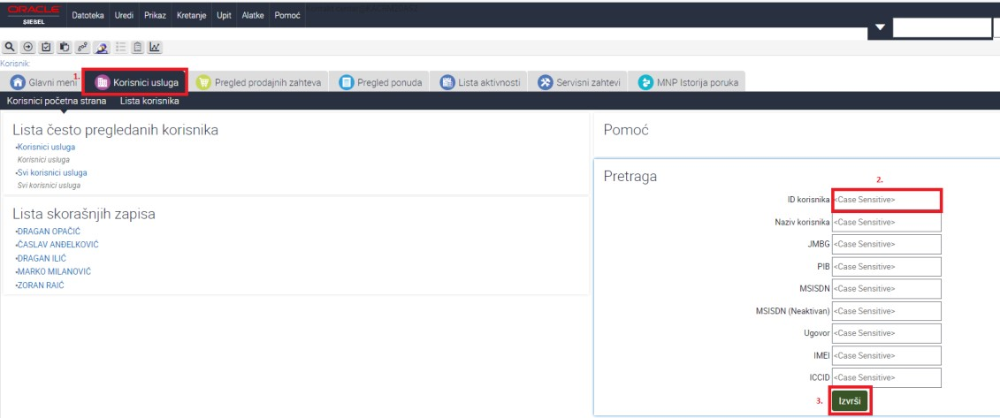 ORACLE
SIEBEL
Datoteka Uredi Prikaz Kretanje Upit Alatke Pomoć
Korisnik:
Glavni meni 1. Korisnici usluga Pregled prodajnih zahteva Pregled ponuda Lista aktivnosti Servisni zahtevi MNP Istorija poruka
Korisnici početna strana Lista korisnika
Lista često pregledanih korisnika
•Korisnici usluga
Korisnici usluga
•Svi korisnici usluga
Svi korisnici usluga
Lista skorašnjih zapisa
•DRAGAN OPAČIĆ
•ČASLAV ANĐELKOVIĆ
•DRAGAN ILIĆ
•MARKO MILANOVIĆ
•ZORAN RAIĆ
Pomoć
Pretraga
2.
ID korisnika <Case Sensitive>
Naziv korisnika <Case Sensitive>
JMBG <Case Sensitive>
PIB <Case Sensitive>
MSISDN <Case Sensitive>
MSISDN (Neaktivan) <Case Sensitive>
Ugovor <Case Sensitive>
IMEI <Case Sensitive>
ICCID <Case Sensitive>
3. Izvrši